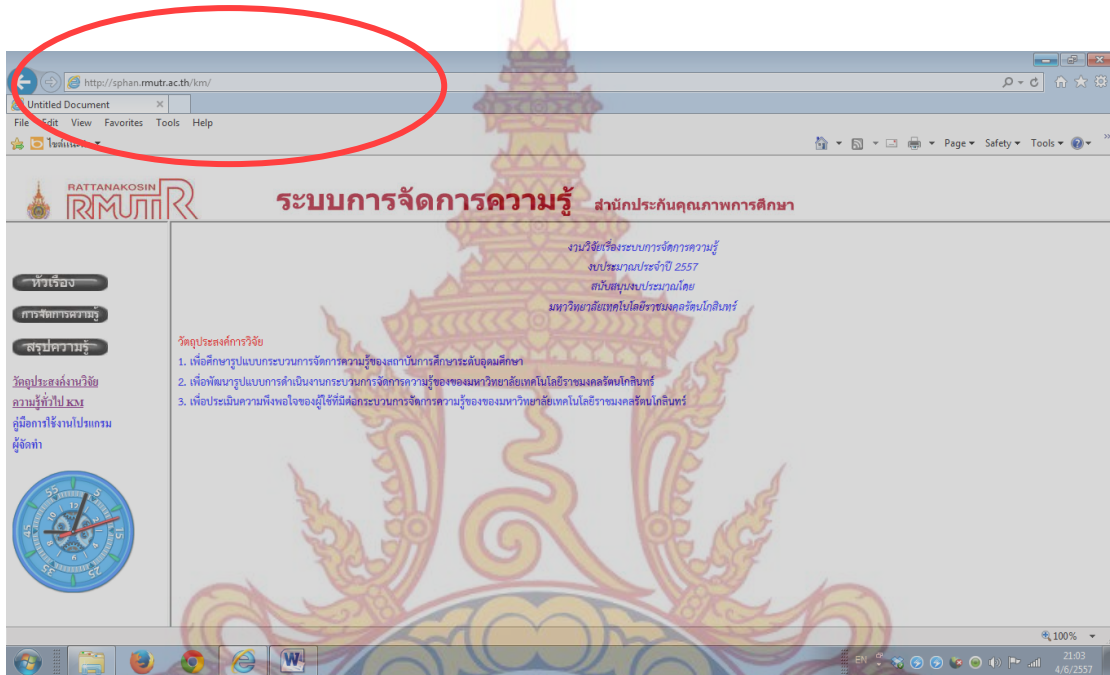 http://sphan.rmutr.ac.th/km/
Untitled Document
File Edit View Favorites Tools Help
Page Safety Tools
RATTANAKOSIN
RMUTR
ระบบการจัดการความรู้ สำนักประกันคุณภาพการศึกษา
งานวิจัยเรื่องระบบการจัดการความรู้
งบประมาณประจำปี 2557
สนับสนุนงบประมาณโดย
มหาวิทยาลัยเทคโนโลยีราชมงคลรัตนโกสินทร์
หัวเรื่อง
การจัดการความรู้
สรุปความรู้
วัตถุประสงค์งานวิจัย
ความรู้ทั่วไป KM
คู่มือการใช้งานโปรแกรม
ผู้จัดทำ
วัตถุประสงค์การวิจัย
1. เพื่อศึกษารูปแบบกระบวนการจัดการความรู้ของสถาบันการศึกษาระดับอุดมศึกษา
2. เพื่อพัฒนารูปแบบการดำเนินงานกระบวนการจัดการความรู้ของของมหาวิทยาลัยเทคโนโลยีราชมงคลรัตนโกสินทร์
3. เพื่อประเมินความพึงพอใจของผู้ใช้ที่มีต่อกระบวนการจัดการความรู้ของของมหาวิทยาลัยเทคโนโลยีราชมงคลรัตนโกสินทร์
100%
EN
21:03
4/6/2557